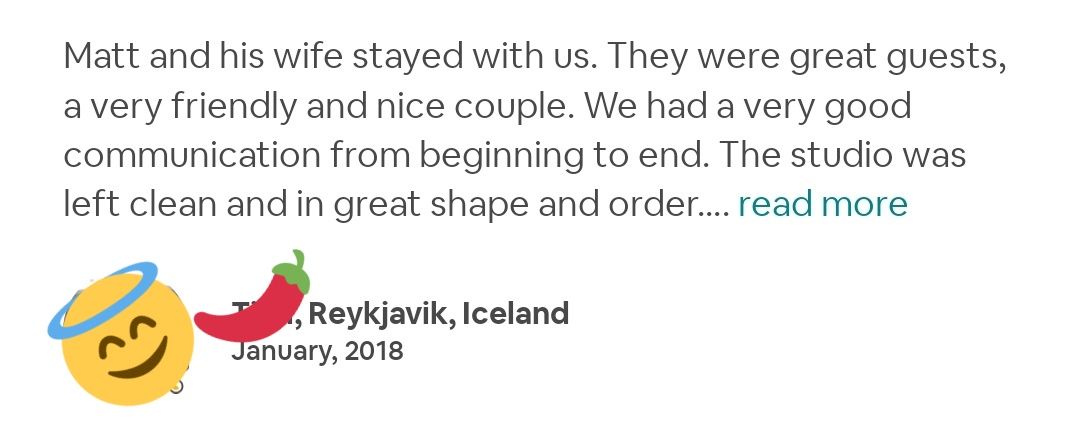 Matt and his wife stayed with us. They were great guests,
a very friendly and nice couple. We had a very good
communication from beginning to end. The studio was
left clean and in great shape and order.... read more
Reykjavik, Iceland
January, 2018